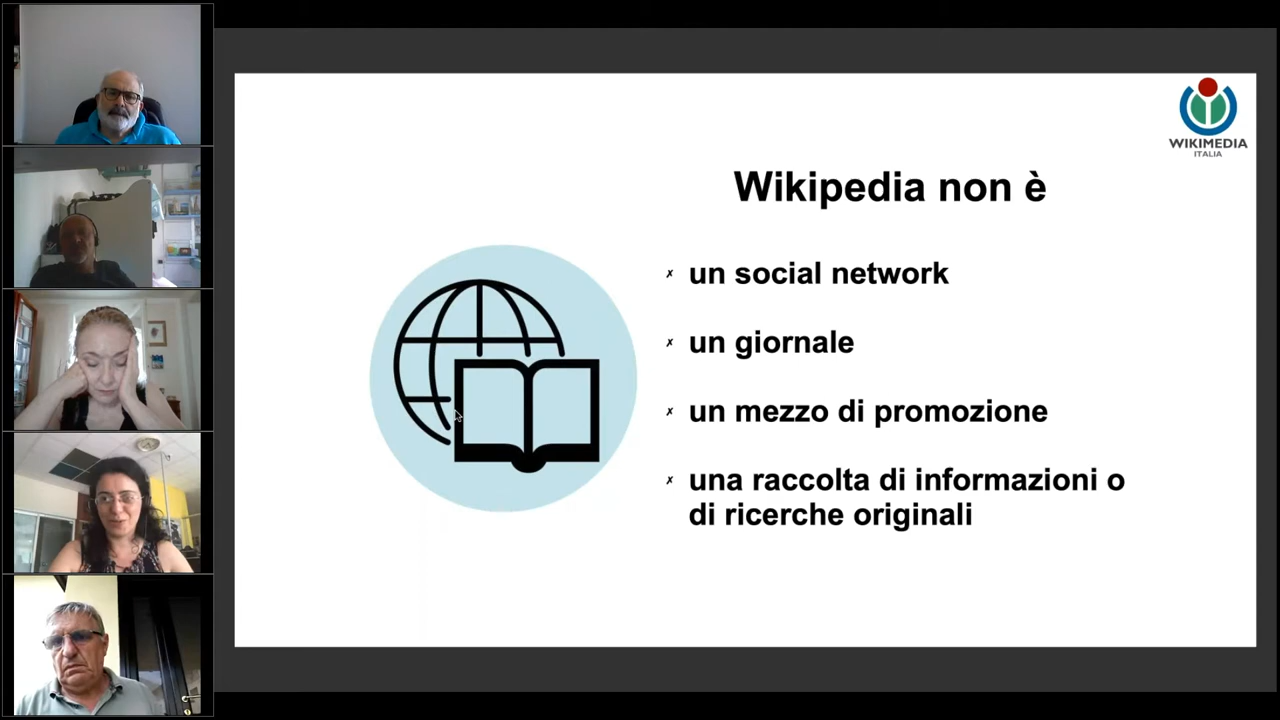 WIKIMEDIA
ITALIA
Wikipedia non è
✗ un social network
✗ un giornale
✗ un mezzo di promozione
✗ una raccolta di informazioni o
di ricerche originali